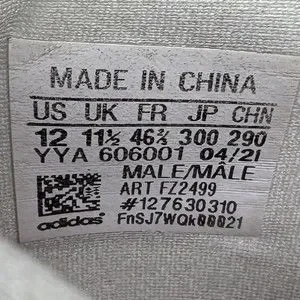 MADE IN CHINA
US UK FR JP CHN
12 11½ 46⅔ 300 290
YYA 606001 04/21
MALE/MALE
ART FZ2499
#127630310
adidas FnSJ7WQk00021